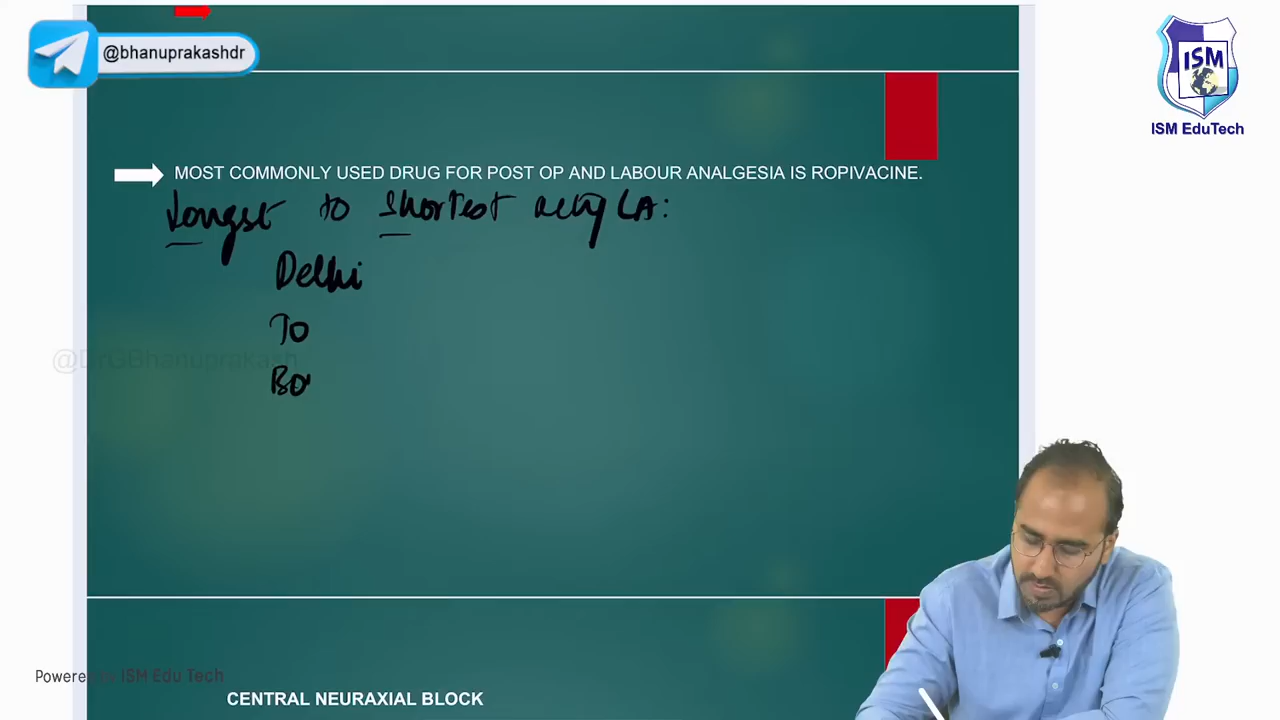 @bhanuprakashdr
ISM
ISM EduTech
MOST COMMONLY USED DRUG FOR POST OP AND LABOUR ANALGESIA IS ROPIVACINE.
Longest to Shortest acting LA:
Delhi
To
Bo
@DrGBhanuprakash
Powered by ISM Edu Tech
CENTRAL NEURAXIAL BLOCK